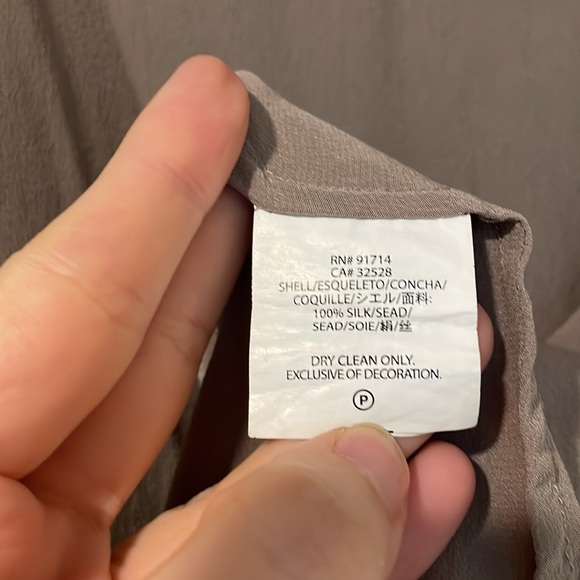 RN# 91714
CA# 32528
SHELL/ESQUELETO/CONCHA/
COQUILLE/シエル/面料:
100% SILK/SEAD/
SEAD/SOIE/絹/丝
DRY CLEAN ONLY.
EXCLUSIVE OF DECORATION.
P